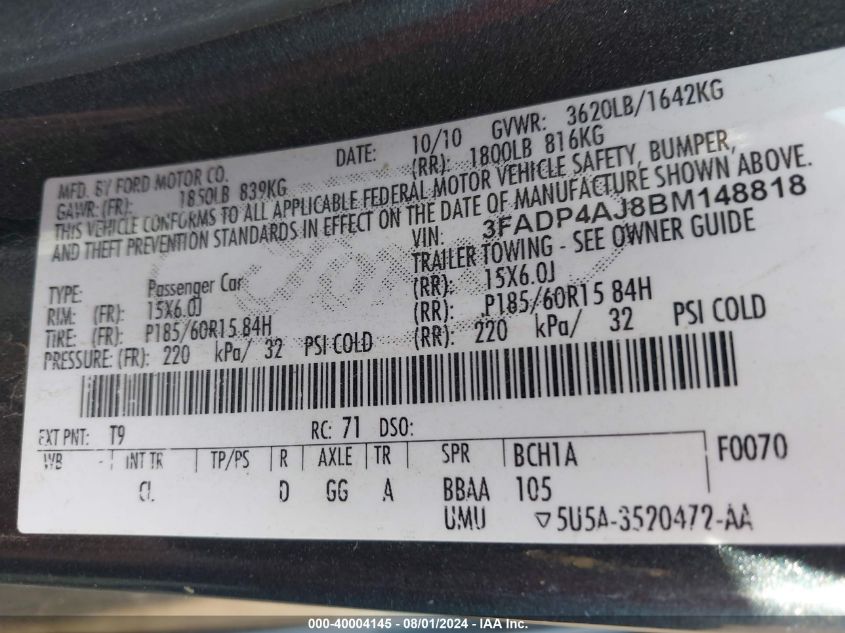 MFD. BY FORD MOTOR CO. DATE: 10/10 GVWR: 3620LB/1642KG
GAWR: (FR): 1850LB 839KG (RR): 1800LB 816KG
THIS VEHICLE CONFORMS TO ALL APPLICABLE FEDERAL MOTOR VEHICLE SAFETY, BUMPER,
AND THEFT PREVENTION STANDARDS IN EFFECT ON THE DATE OF MANUFACTURE SHOWN ABOVE.
VIN: 3FADP4AJ8BM148818
TYPE: Passenger Car TRAILER TOWING - SEE OWNER GUIDE
RIM: (FR): 15X6.0J (RR): 15X6.0J
TIRE: (FR): P185/60R15 84H (RR): P185/60R15 84H
PRESSURE: (FR): 220 kPa/ 32 PSI COLD (RR): 220 kPa/ 32 PSI COLD
EXT PNT: T9 RC: 71 DSO:
WB - INT TR TP/PS R AXLE TR SPR BCH1A F0070
CL D GG A BBAA 105
UMU ▽5U5A-3520472-AA
000-40004145 - 08/01/2024 - IAA Inc.